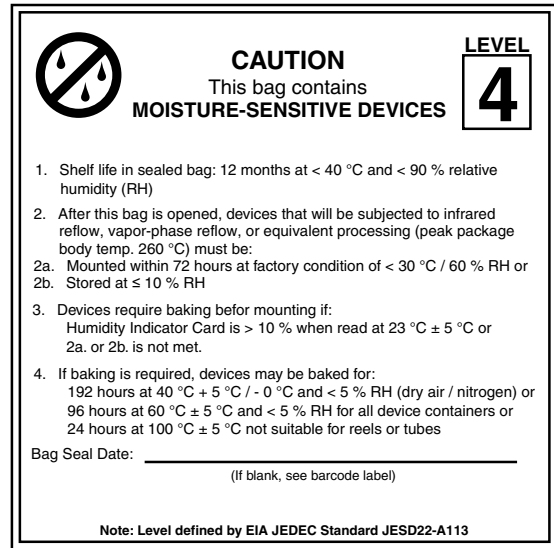 CAUTION
This bag contains
MOISTURE-SENSITIVE DEVICES
LEVEL
4
1. Shelf life in sealed bag: 12 months at < 40 °C and < 90 % relative
humidity (RH)
2. After this bag is opened, devices that will be subjected to infrared
reflow, vapor-phase reflow, or equivalent processing (peak package
body temp. 260 °C) must be:
2a. Mounted within 72 hours at factory condition of < 30 °C / 60 % RH or
2b. Stored at ≤ 10 % RH
3. Devices require baking befor mounting if:
Humidity Indicator Card is > 10 % when read at 23 °C ± 5 °C or
2a. or 2b. is not met.
4. If baking is required, devices may be baked for:
192 hours at 40 °C + 5 °C / - 0 °C and < 5 % RH (dry air / nitrogen) or
96 hours at 60 °C ± 5 °C and < 5 % RH for all device containers or
24 hours at 100 °C ± 5 °C not suitable for reels or tubes
Bag Seal Date:
(If blank, see barcode label)
Note: Level defined by EIA JEDEC Standard JESD22-A113